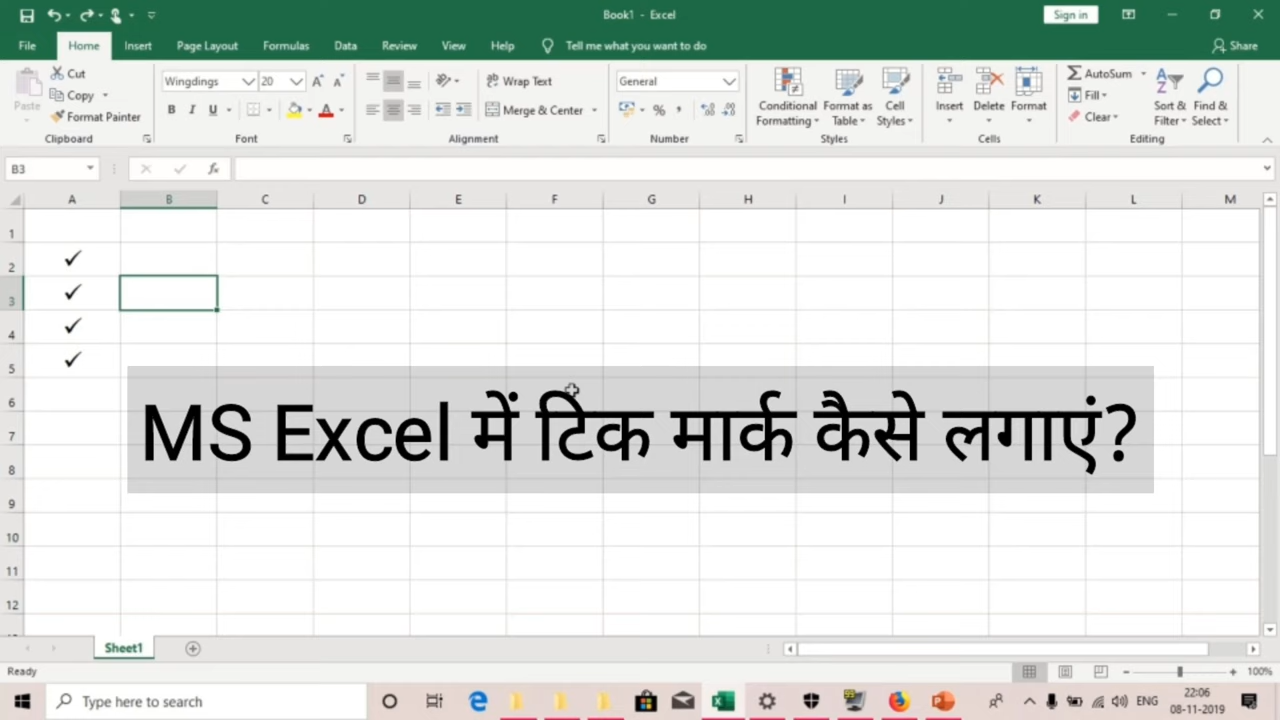 Book1 - Excel
Sign in
File Home Insert Page Layout Formulas Data Review View Help Tell me what you want to do Share
Cut
Copy
Format Painter
Paste
Clipboard
Wingdings 20
B I U
Font
Wrap Text
Merge & Center
Alignment
General
% ,
Number
Conditional Formatting
Format as Table
Cell Styles
Styles
Insert Delete Format
Cells
AutoSum
Fill
Clear
Sort & Filter
Find & Select
Editing
B3 fx
A B C D E F G H I J K L M
1
2 ✓
3 ✓
4 ✓
5 ✓
6
7
8
9
10
11
12
MS Excel में टिक मार्क कैसे लगाएं?
Sheet1
Ready 100%
Type here to search ENG 22:06
08-11-2019